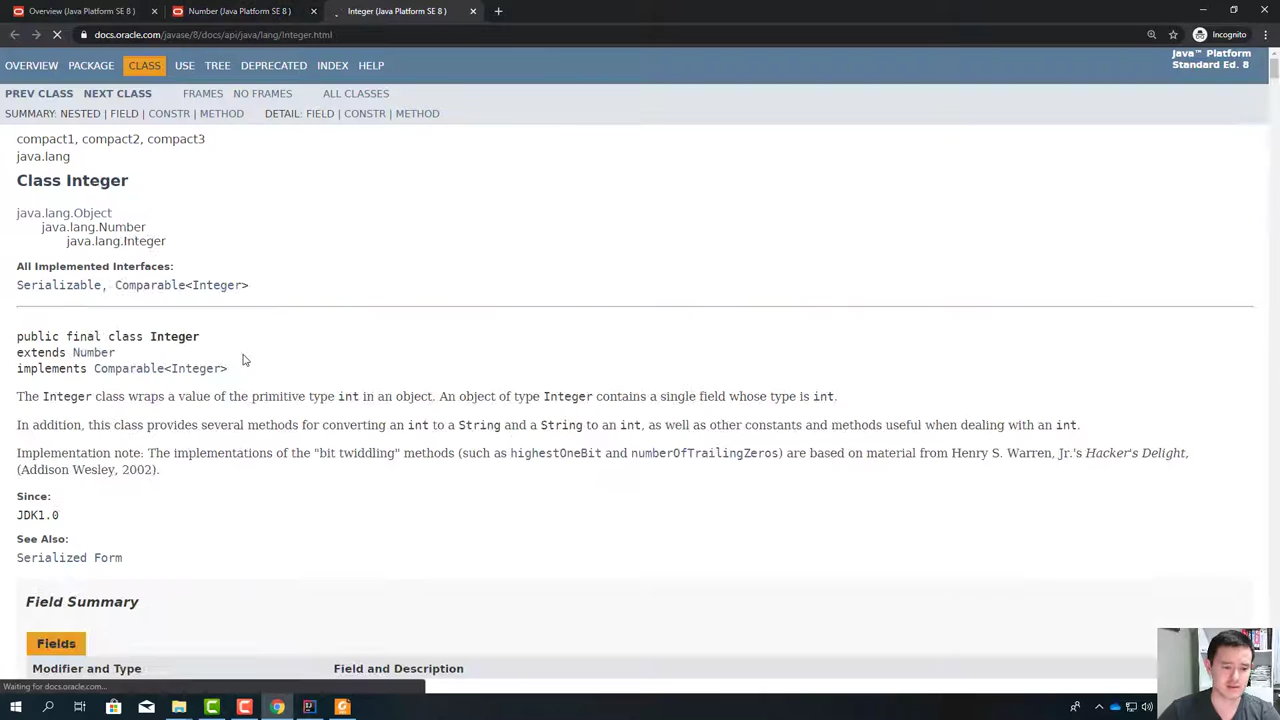 Overview (Java Platform SE 8 )
Number (Java Platform SE 8 )
Integer (Java Platform SE 8 )
docs.oracle.com/javase/8/docs/api/java/lang/Integer.html
Incognito
OVERVIEW PACKAGE CLASS USE TREE DEPRECATED INDEX HELP
Java™ Platform
Standard Ed. 8
PREV CLASS NEXT CLASS FRAMES NO FRAMES ALL CLASSES
SUMMARY: NESTED | FIELD | CONSTR | METHOD DETAIL: FIELD | CONSTR | METHOD
compact1, compact2, compact3
java.lang
Class Integer
java.lang.Object
java.lang.Number
java.lang.Integer
All Implemented Interfaces:
Serializable, Comparable<Integer>
public final class Integer
extends Number
implements Comparable<Integer>
The Integer class wraps a value of the primitive type int in an object. An object of type Integer contains a single field whose type is int.
In addition, this class provides several methods for converting an int to a String and a String to an int, as well as other constants and methods useful when dealing with an int.
Implementation note: The implementations of the "bit twiddling" methods (such as highestOneBit and numberOfTrailingZeros) are based on material from Henry S. Warren, Jr.'s Hacker's Delight,
(Addison Wesley, 2002).
Since:
JDK1.0
See Also:
Serialized Form
Field Summary
Fields
Modifier and Type Field and Description
Waiting for docs.oracle.com...